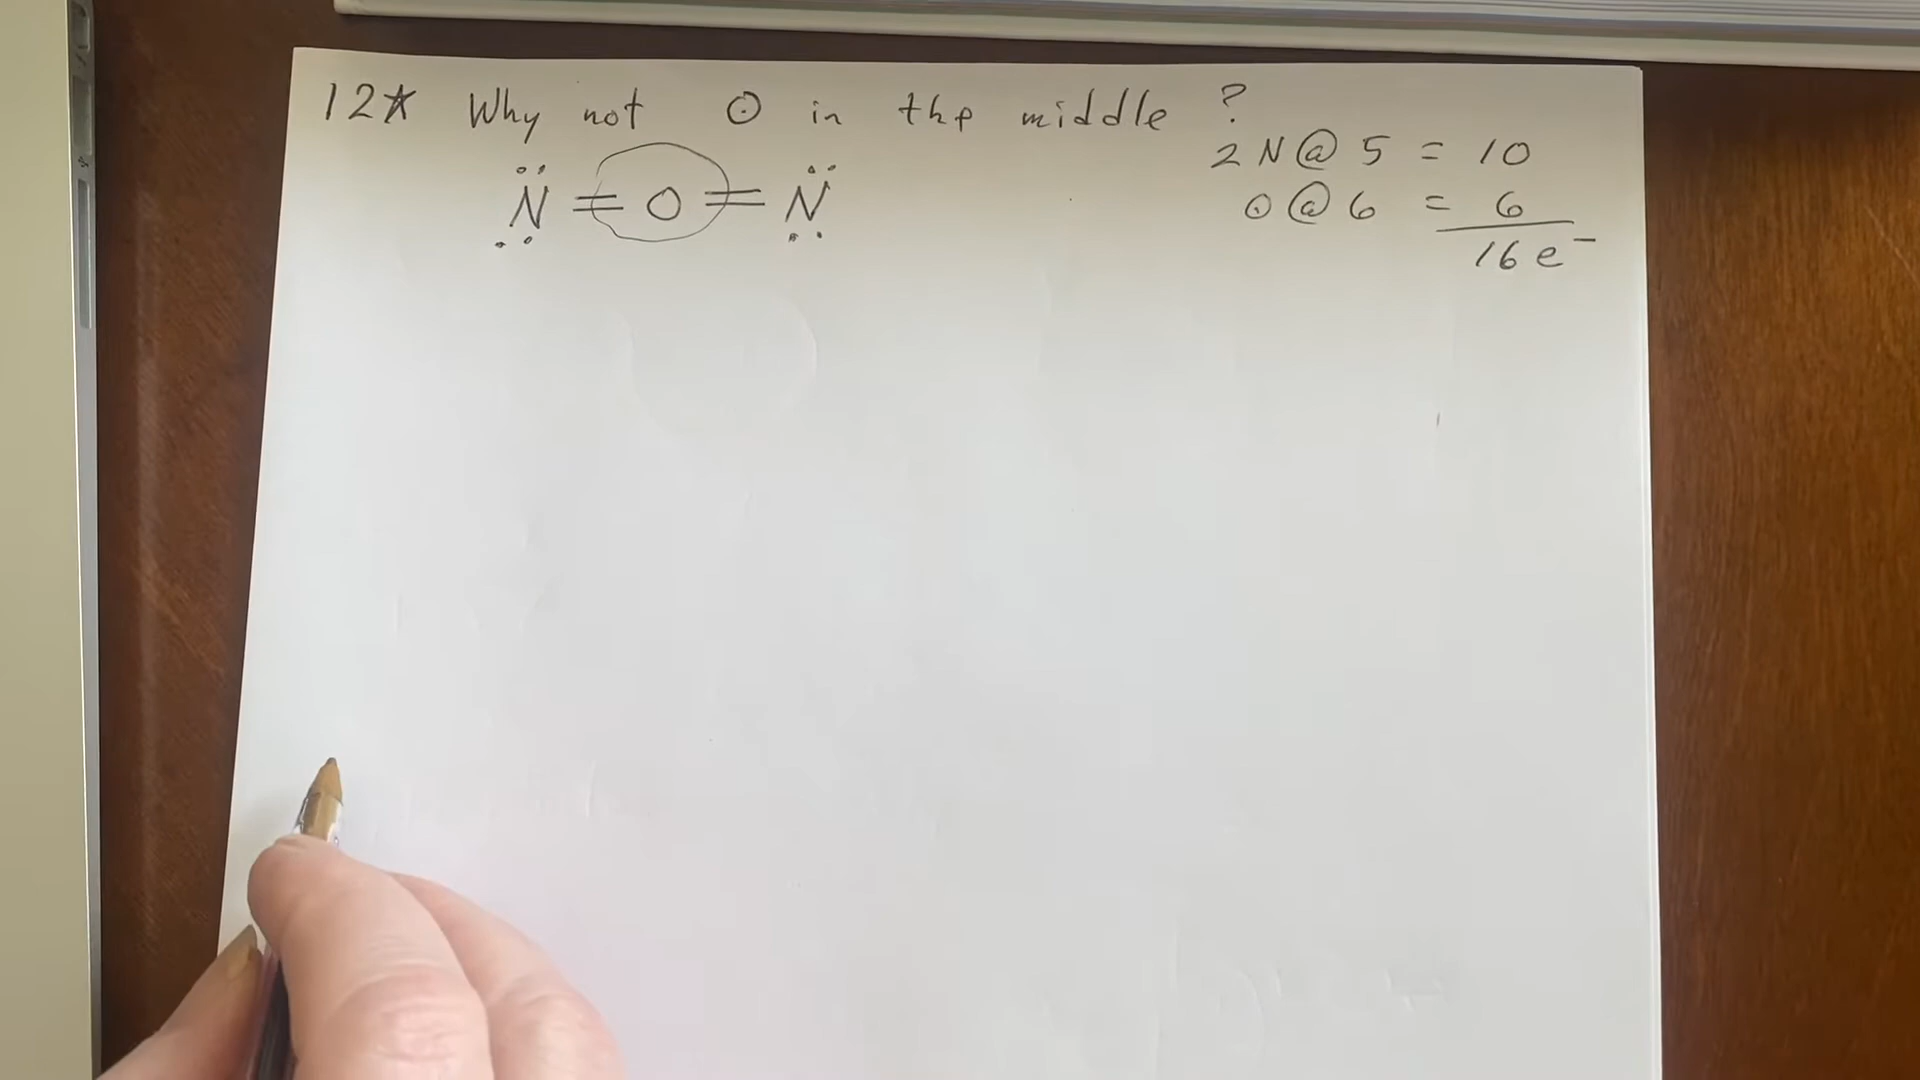 12* Why not O in the middle ?
2 N @ 5 = 10
N = O = N
O @ 6 = 6
16 e⁻